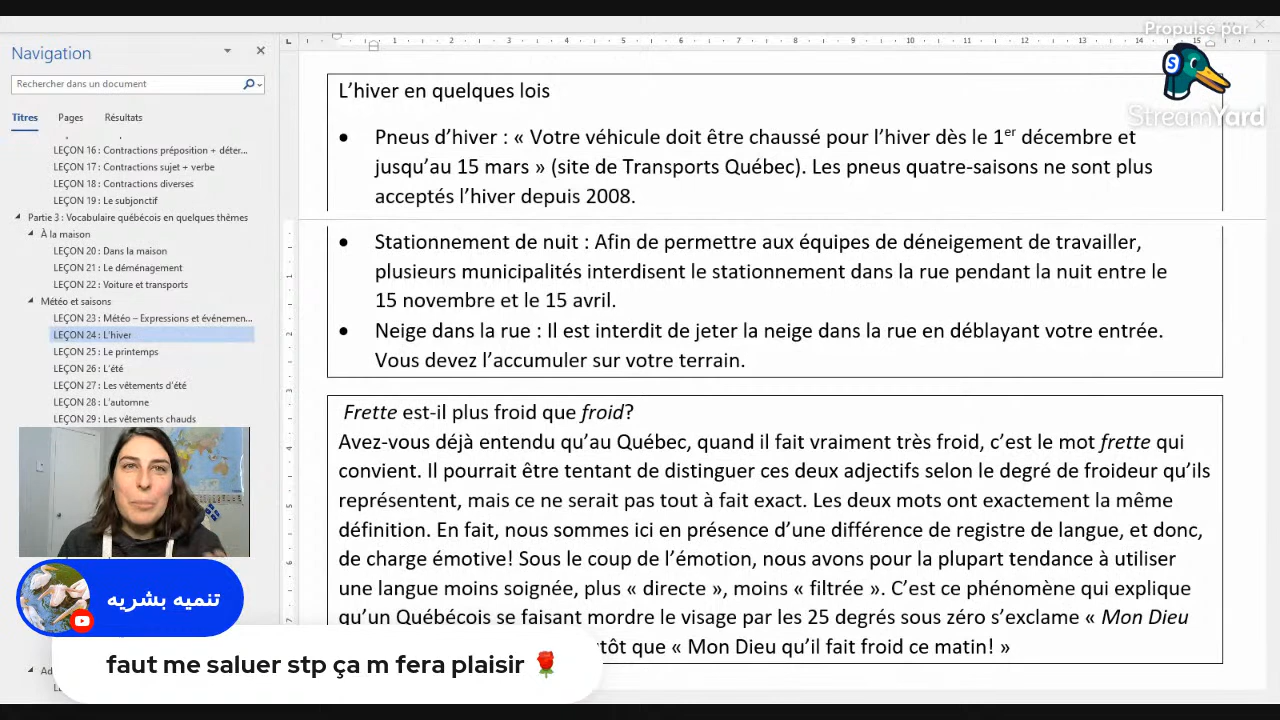 Propulsé par
StreamYard
Navigation
Rechercher dans un document
Titres Pages Résultats
LEÇON 16 : Contractions préposition + déter...
LEÇON 17 : Contractions sujet + verbe
LEÇON 18 : Contractions diverses
LEÇON 19 : Le subjonctif
Partie 3 : Vocabulaire québécois en quelques thèmes
À la maison
LEÇON 20 : Dans la maison
LEÇON 21 : Le déménagement
LEÇON 22 : Voiture et transports
Météo et saisons
LEÇON 23 : Météo – Expressions et événemen...
LEÇON 24 : L'hiver
LEÇON 25 : Le printemps
LEÇON 26 : L'été
LEÇON 27 : Les vêtements d'été
LEÇON 28 : L'automne
LEÇON 29 : Les vêtements chauds
1 2 3 4 5 6 7 8 9 10 11 12 13 14 15
L'hiver en quelques lois
• Pneus d'hiver : « Votre véhicule doit être chaussé pour l'hiver dès le 1er décembre et
jusqu'au 15 mars » (site de Transports Québec). Les pneus quatre-saisons ne sont plus
acceptés l'hiver depuis 2008.
• Stationnement de nuit : Afin de permettre aux équipes de déneigement de travailler,
plusieurs municipalités interdisent le stationnement dans la rue pendant la nuit entre le
15 novembre et le 15 avril.
• Neige dans la rue : Il est interdit de jeter la neige dans la rue en déblayant votre entrée.
Vous devez l'accumuler sur votre terrain.
Frette est-il plus froid que froid?
Avez-vous déjà entendu qu'au Québec, quand il fait vraiment très froid, c'est le mot frette qui
convient. Il pourrait être tentant de distinguer ces deux adjectifs selon le degré de froideur qu'ils
représentent, mais ce ne serait pas tout à fait exact. Les deux mots ont exactement la même
définition. En fait, nous sommes ici en présence d'une différence de registre de langue, et donc,
de charge émotive! Sous le coup de l'émotion, nous avons pour la plupart tendance à utiliser
une langue moins soignée, plus « directe », moins « filtrée ». C'est ce phénomène qui explique
qu'un Québécois se faisant mordre le visage par les 25 degrés sous zéro s'exclame « Mon Dieu
que « Mon Dieu qu'il fait froid ce matin! »
تنميه بشريه
faut me saluer stp ça m fera plaisir 🌹